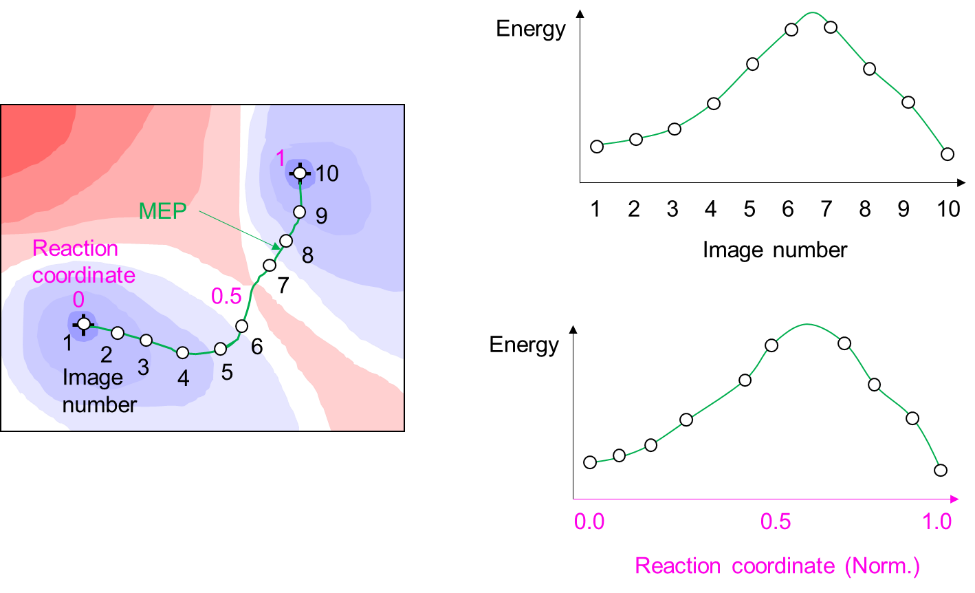 1
10
MEP
9
8
Reaction
coordinate
7
0
0.5
1
2
3
4
5
6
Image
number
Energy
1 2 3 4 5 6 7 8 9 10
Image number
Energy
0.0 0.5 1.0
Reaction coordinate (Norm.)